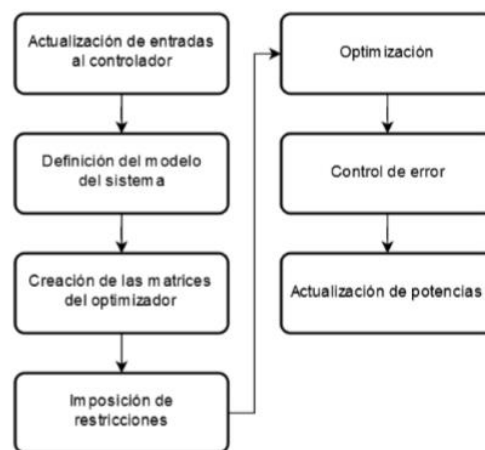 Actualización de entradas
al controlador
Definición del modelo
del sistema
Creación de las matrices
del optimizador
Imposición de
restricciones
Optimización
Control de error
Actualización de potencias